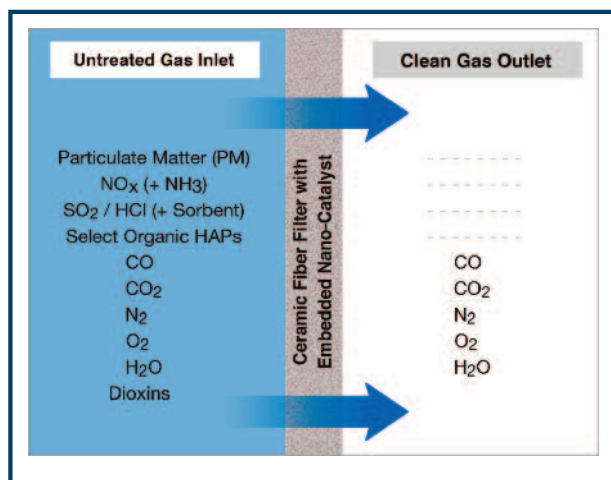 Untreated Gas Inlet
Particulate Matter (PM)
NOx (+ NH3)
SO2 / HCl (+ Sorbent)
Select Organic HAPs
CO
CO2
N2
O2
H2O
Dioxins
Ceramic Fiber Filter with
Embedded Nano-Catalyst
Clean Gas Outlet
CO
CO2
N2
O2
H2O